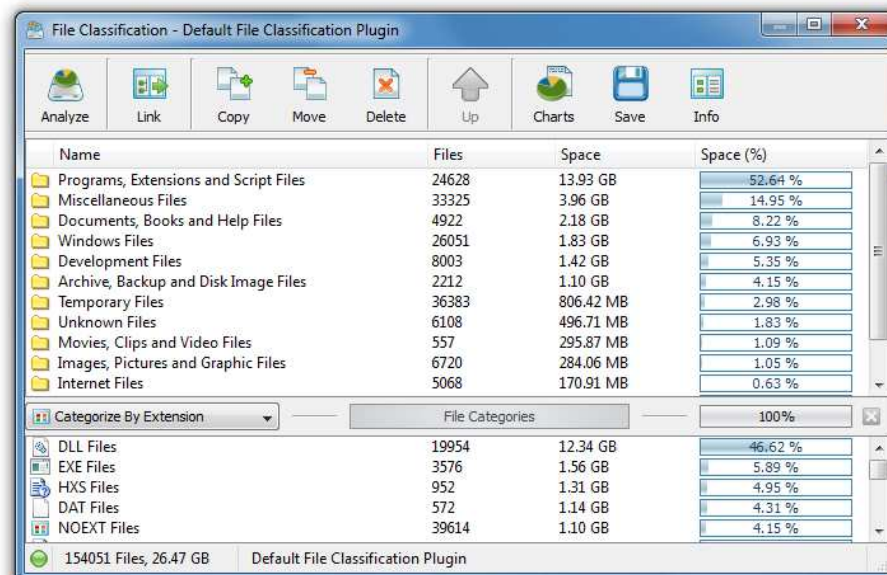 File Classification - Default File Classification Plugin
Analyze Link Copy Move Delete Up Charts Save Info
Name Files Space Space (%)
Programs, Extensions and Script Files 24628 13.93 GB 52.64 %
Miscellaneous Files 33325 3.96 GB 14.95 %
Documents, Books and Help Files 4922 2.18 GB 8.22 %
Windows Files 26051 1.83 GB 6.93 %
Development Files 8003 1.42 GB 5.35 %
Archive, Backup and Disk Image Files 2212 1.10 GB 4.15 %
Temporary Files 36383 806.42 MB 2.98 %
Unknown Files 6108 496.71 MB 1.83 %
Movies, Clips and Video Files 557 295.87 MB 1.09 %
Images, Pictures and Graphic Files 6720 284.06 MB 1.05 %
Internet Files 5068 170.91 MB 0.63 %
Categorize By Extension File Categories 100%
DLL Files 19954 12.34 GB 46.62 %
EXE Files 3576 1.56 GB 5.89 %
HXS Files 952 1.31 GB 4.95 %
DAT Files 572 1.14 GB 4.31 %
NOEXT Files 39614 1.10 GB 4.15 %
154051 Files, 26.47 GB Default File Classification Plugin